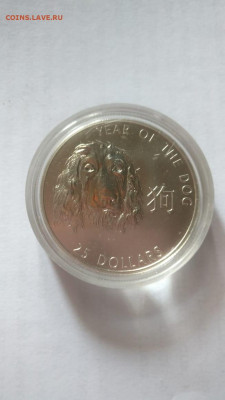 COINS.LAVE.RU
YEAR OF THE DOG
狗
25 DOLLARS